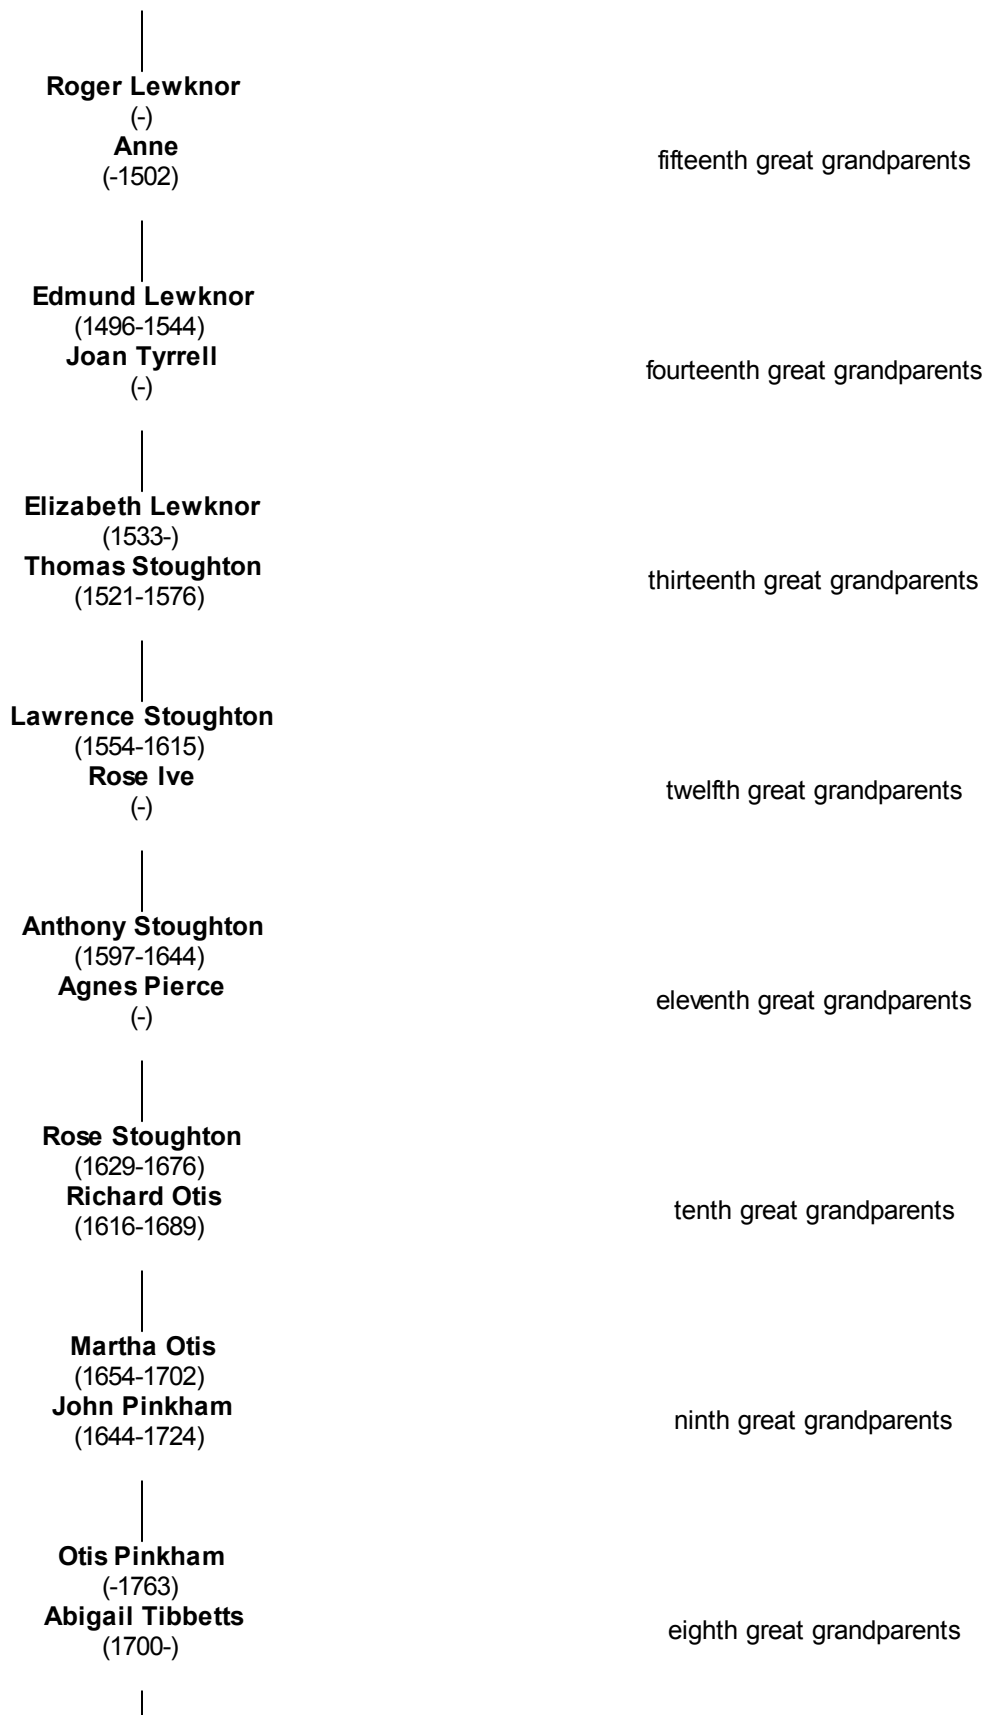 Roger Lewknor
(-)
Anne
(-1502)
fifteenth great grandparents
Edmund Lewknor
(1496-1544)
Joan Tyrrell
(-)
fourteenth great grandparents
Elizabeth Lewknor
(1533-)
Thomas Stoughton
(1521-1576)
thirteenth great grandparents
Lawrence Stoughton
(1554-1615)
Rose Ive
(-)
twelfth great grandparents
Anthony Stoughton
(1597-1644)
Agnes Pierce
(-)
eleventh great grandparents
Rose Stoughton
(1629-1676)
Richard Otis
(1616-1689)
tenth great grandparents
Martha Otis
(1654-1702)
John Pinkham
(1644-1724)
ninth great grandparents
Otis Pinkham
(-1763)
Abigail Tibbetts
(1700-)
eighth great grandparents